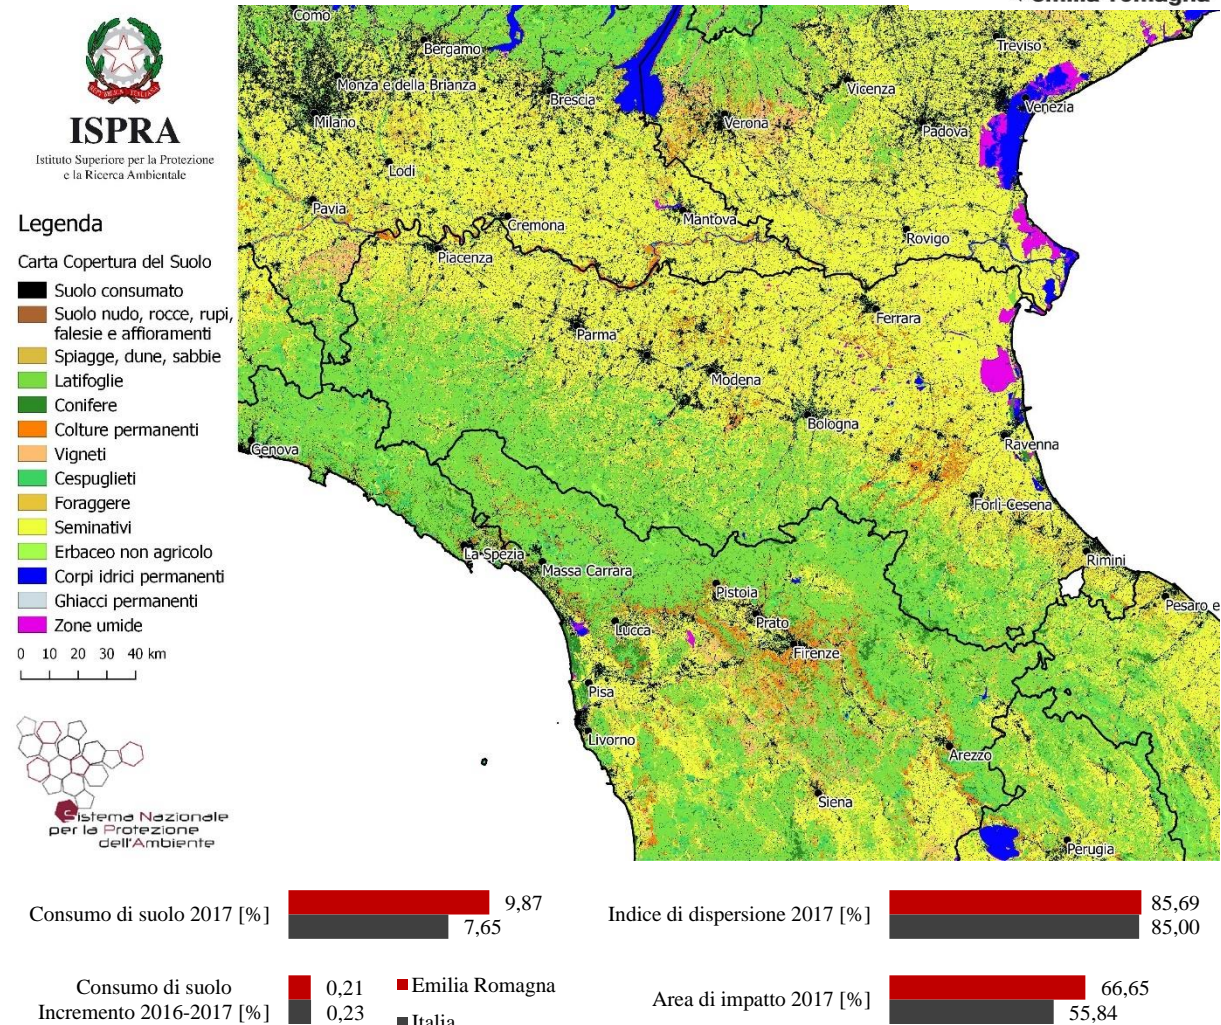 emilia-romagna
ISPRA
Istituto Superiore per la Protezione
e la Ricerca Ambientale
REPVBBLICA ITALIANA
Legenda
Carta Copertura del Suolo
Suolo consumato
Suolo nudo, rocce, rupi,
falesie e affioramenti
Spiagge, dune, sabbie
Latifoglie
Conifere
Colture permanenti
Vigneti
Cespuglieti
Foraggere
Seminativi
Erbaceo non agricolo
Corpi idrici permanenti
Ghiacci permanenti
Zone umide
0 10 20 30 40 km
Sistema Nazionale
per la Protezione
dell'Ambiente
Como
Bergamo
Treviso
Monza e della Brianza
Brescia
Vicenza
Venezia
Milano
Verona
Padova
Lodi
Pavia
Cremona
Mantova
Rovigo
Piacenza
Parma
Ferrara
Modena
Bologna
Genova
Ravenna
Forlì-Cesena
La Spezia
Massa Carrara
Rimini
Pistoia
Pesaro e
Lucca
Prato
Firenze
Pisa
Livorno
Arezzo
Siena
Perugia
Consumo di suolo 2017 [%]
9,87
7,65
Indice di dispersione 2017 [%]
85,69
85,00
Consumo di suolo
Incremento 2016-2017 [%]
0,21
0,23
Emilia Romagna
Italia
Area di impatto 2017 [%]
66,65
55,84